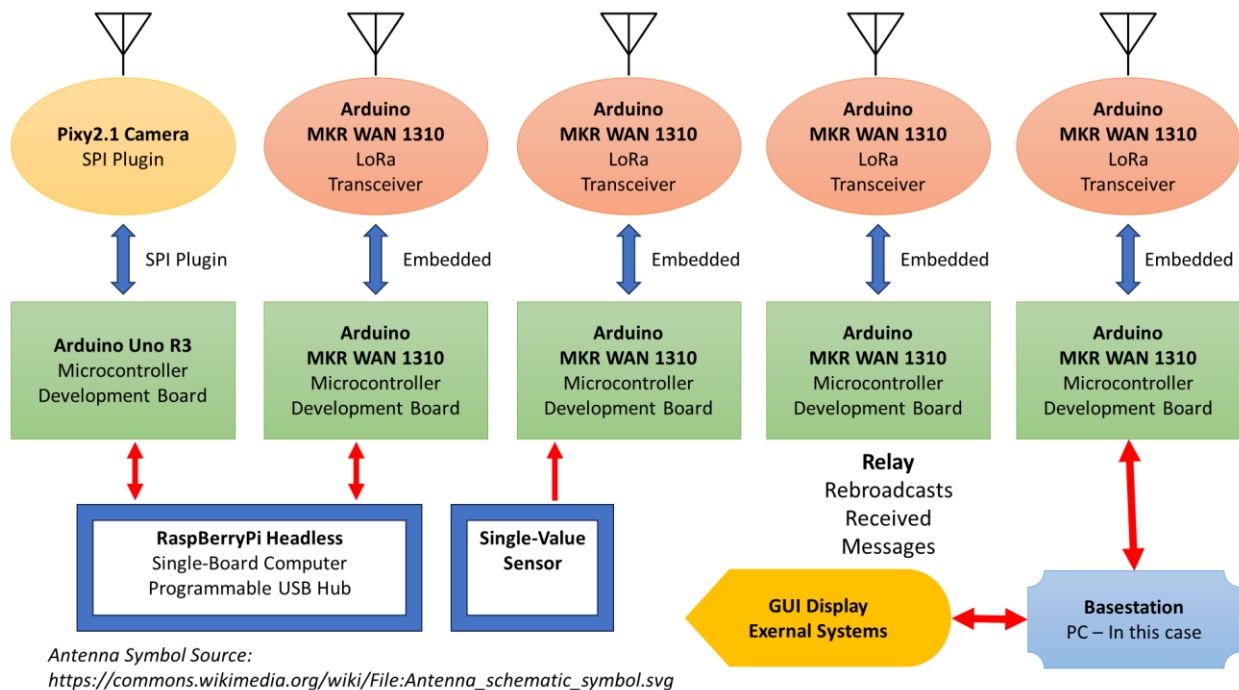 Pixy2.1 Camera
SPI Plugin
Arduino
MKR WAN 1310
LoRa
Transceiver
Arduino
MKR WAN 1310
LoRa
Transceiver
Arduino
MKR WAN 1310
LoRa
Transceiver
Arduino
MKR WAN 1310
LoRa
Transceiver
SPI Plugin
Embedded
Embedded
Embedded
Embedded
Arduino Uno R3
Microcontroller
Development Board
Arduino
MKR WAN 1310
Microcontroller
Development Board
Arduino
MKR WAN 1310
Microcontroller
Development Board
Arduino
MKR WAN 1310
Microcontroller
Development Board
Arduino
MKR WAN 1310
Microcontroller
Development Board
RaspBerryPi Headless
Single-Board Computer
Programmable USB Hub
Single-Value
Sensor
Relay
Rebroadcasts
Received
Messages
GUI Display
Exernal Systems
Basestation
PC – In this case
Antenna Symbol Source:
https://commons.wikimedia.org/wiki/File:Antenna_schematic_symbol.svg